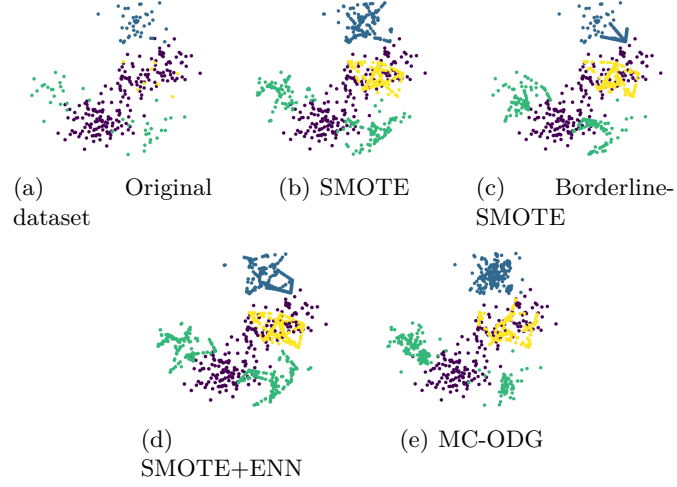 (a) Original
dataset
(b) SMOTE
(c) Borderline-
SMOTE
(d)
SMOTE+ENN
(e) MC-ODG